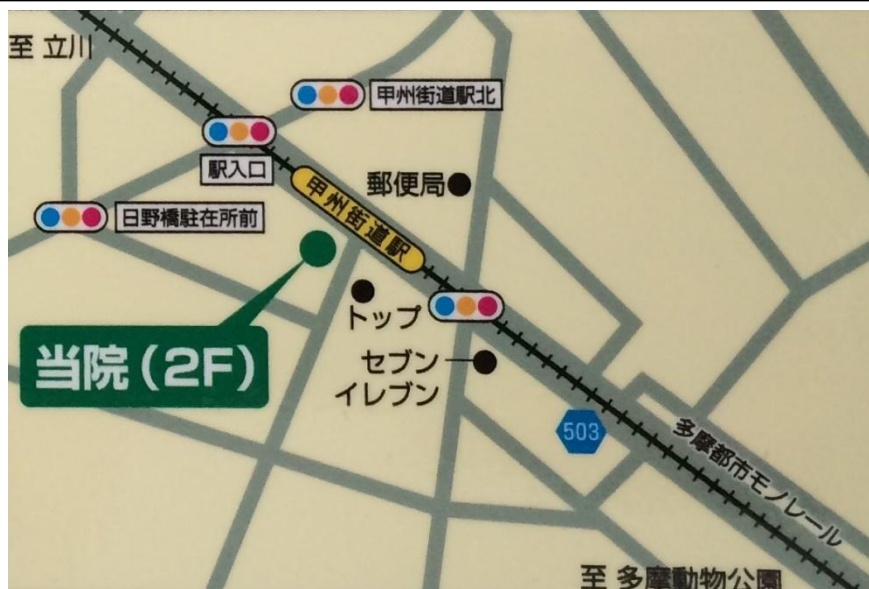 至 立川
甲州街道駅北
駅入口
郵便局
甲州街道駅
日野橋駐在所前
トップ
当院(2F)
セブン
イレブン
503
多摩都市モノレール
至 多摩動物公園